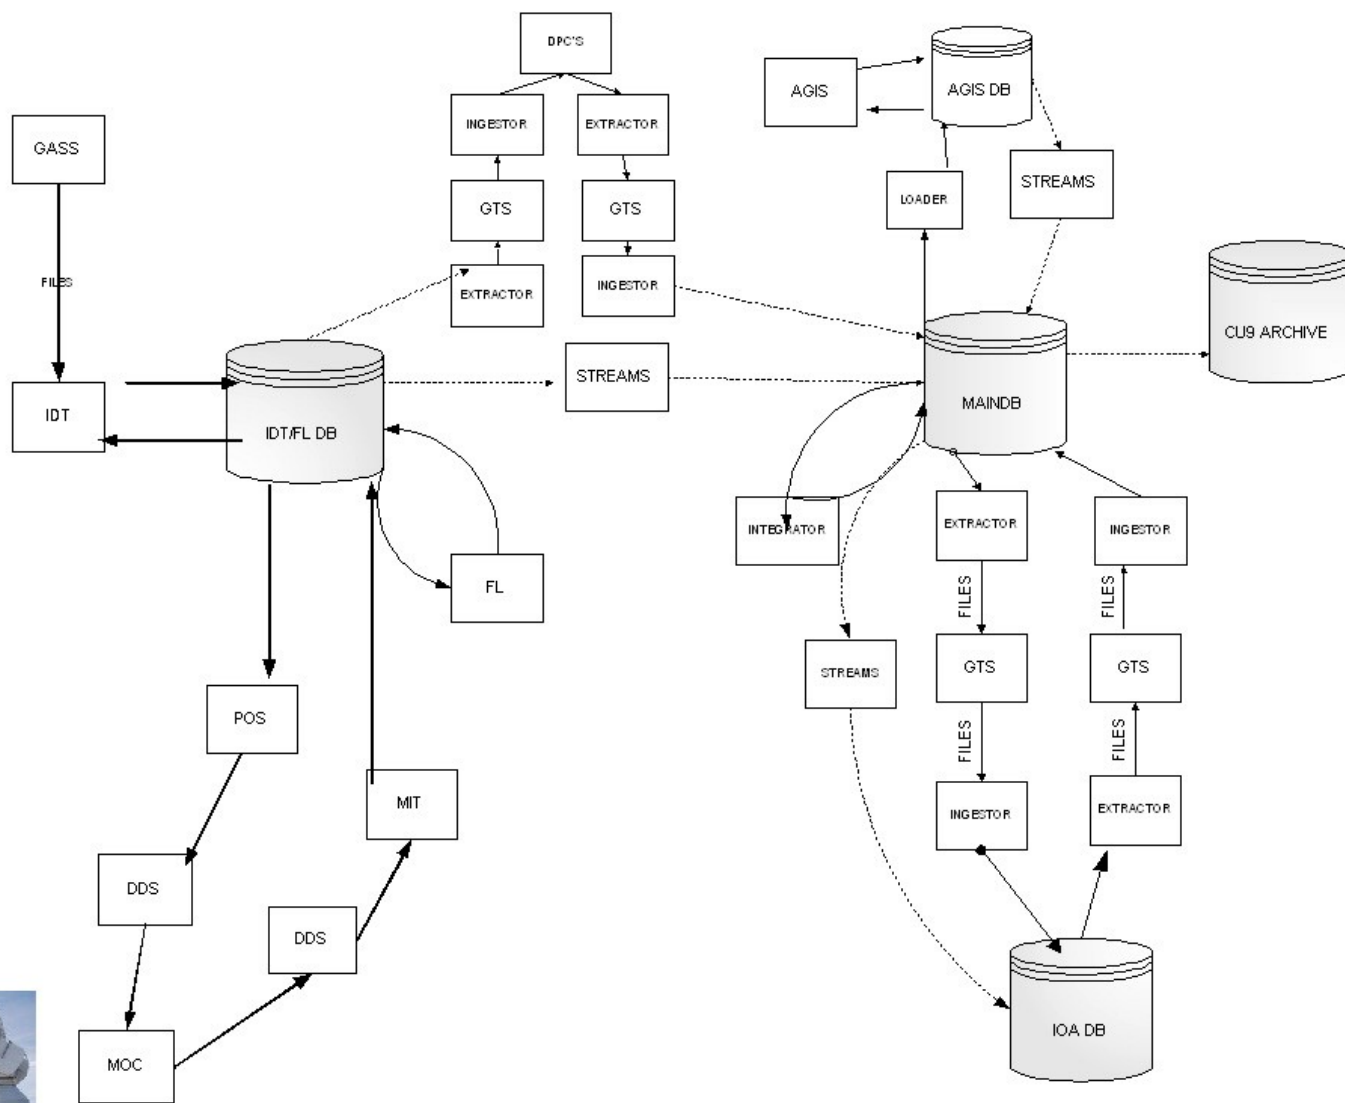 DPC'S
AGIS
AGIS DB
INGESTOR
EXTRACTOR
GASS
STREAMS
LOADER
GTS
GTS
FILES
EXTRACTOR
INGESTOR
CU9 ARCHIVE
STREAMS
MAINDB
IDT
IDT/FL DB
INTEGRATOR
EXTRACTOR
INGESTOR
FL
FILES
FILES
STREAMS
GTS
GTS
POS
FILES
FILES
MIT
INGESTOR
EXTRACTOR
DDS
DDS
IOA DB
MOC